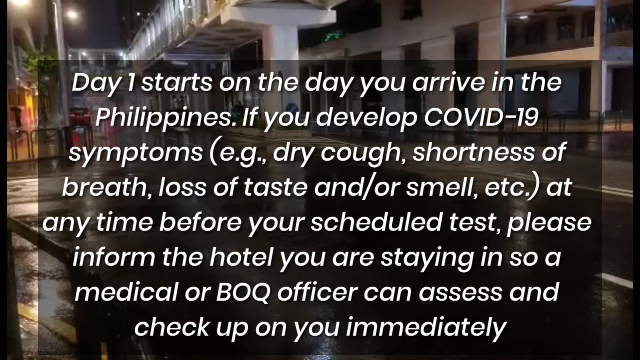 Day 1 starts on the day you arrive in the
Philippines. If you develop COVID-19
symptoms (e.g., dry cough, shortness of
breath, loss of taste and/or smell, etc.) at
any time before your scheduled test, please
inform the hotel you are staying in so a
medical or BOQ officer can assess and
check up on you immediately